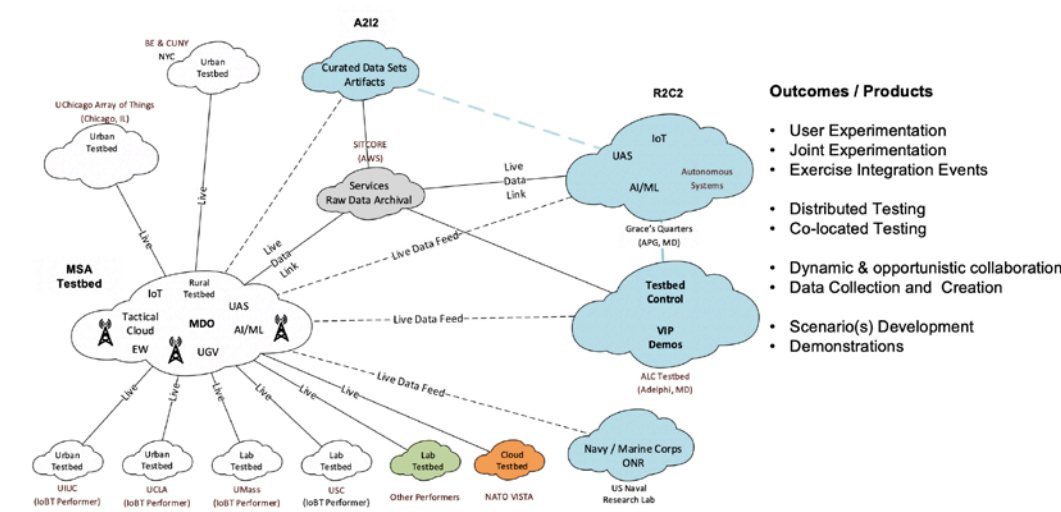 A2I2
BE & CUNY
NYC
Urban
Testbed
Curated Data Sets
Artifacts
R2C2
UChicago Array of Things
(Chicago, IL)
Urban
Testbed
IoT
UAS
AI/ML
Autonomous
Systems
Grace's Quarters
(APG, MD)
SITCORE
(AWS)
Services
Raw Data Archival
Live
Data
Link
Live
Live
Live
Data
Link
Live Data Feed
MSA
Testbed
IoT
Rural
Testbed
UAS
Tactical
Cloud
MDO
AI/ML
EW
UGV
Live Data Feed
Testbed
Control
VIP
Demos
ALC Testbed
(Adelphi, MD)
Live
Live
Live
Live
Live
Live
Live Data Feed
Urban
Testbed
UIUC
(IoBT Performer)
Urban
Testbed
UCLA
(IoBT Performer)
Lab
Testbed
UMass
(IoBT Performer)
Lab
Testbed
USC
(IoBT Performer)
Lab
Testbed
Other Performers
Cloud
Testbed
NATO VISTA
Navy / Marine Corps
ONR
US Naval
Research Lab
Outcomes / Products
• User Experimentation
• Joint Experimentation
• Exercise Integration Events
• Distributed Testing
• Co-located Testing
• Dynamic & opportunistic collaboration
• Data Collection and Creation
• Scenario(s) Development
• Demonstrations